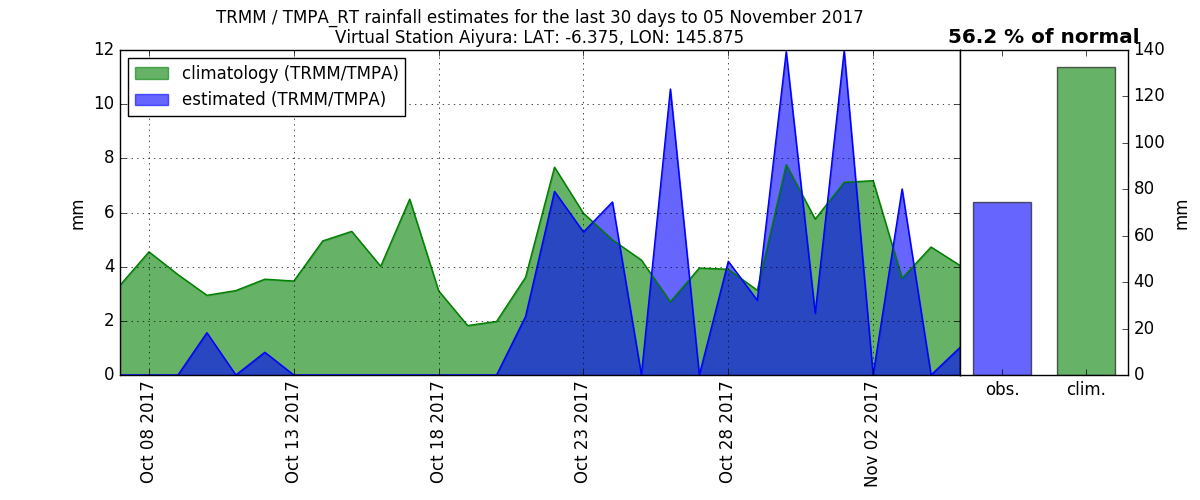 TRMM / TMPA_RT rainfall estimates for the last 30 days to 05 November 2017
Virtual Station Aiyura: LAT: -6.375, LON: 145.875
56.2 % of normal
climatology (TRMM/TMPA)
estimated (TRMM/TMPA)
mm
12
10
8
6
4
2
0
Oct 08 2017
Oct 13 2017
Oct 18 2017
Oct 23 2017
Oct 28 2017
Nov 02 2017
obs.
clim.
140
120
100
80
60
40
20
0
mm